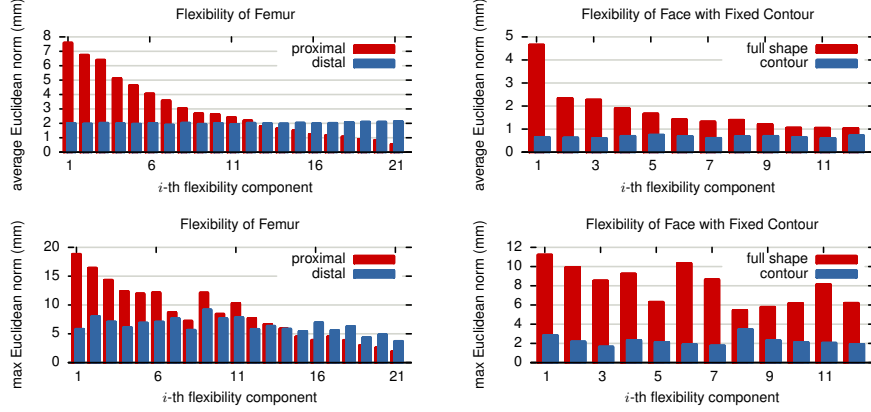 Flexibility of Femur
average Euclidean norm (mm)
8
7
6
5
4
3
2
1
0
proximal
distal
1 6 11 16 21
i-th flexibility component
Flexibility of Face with Fixed Contour
average Euclidean norm (mm)
5
4
3
2
1
0
full shape
contour
1 3 5 7 9 11
i-th flexibility component
Flexibility of Femur
max Euclidean norm (mm)
20
15
10
5
0
proximal
distal
1 6 11 16 21
i-th flexibility component
Flexibility of Face with Fixed Contour
max Euclidean norm (mm)
12
10
8
6
4
2
0
full shape
contour
1 3 5 7 9 11
i-th flexibility component